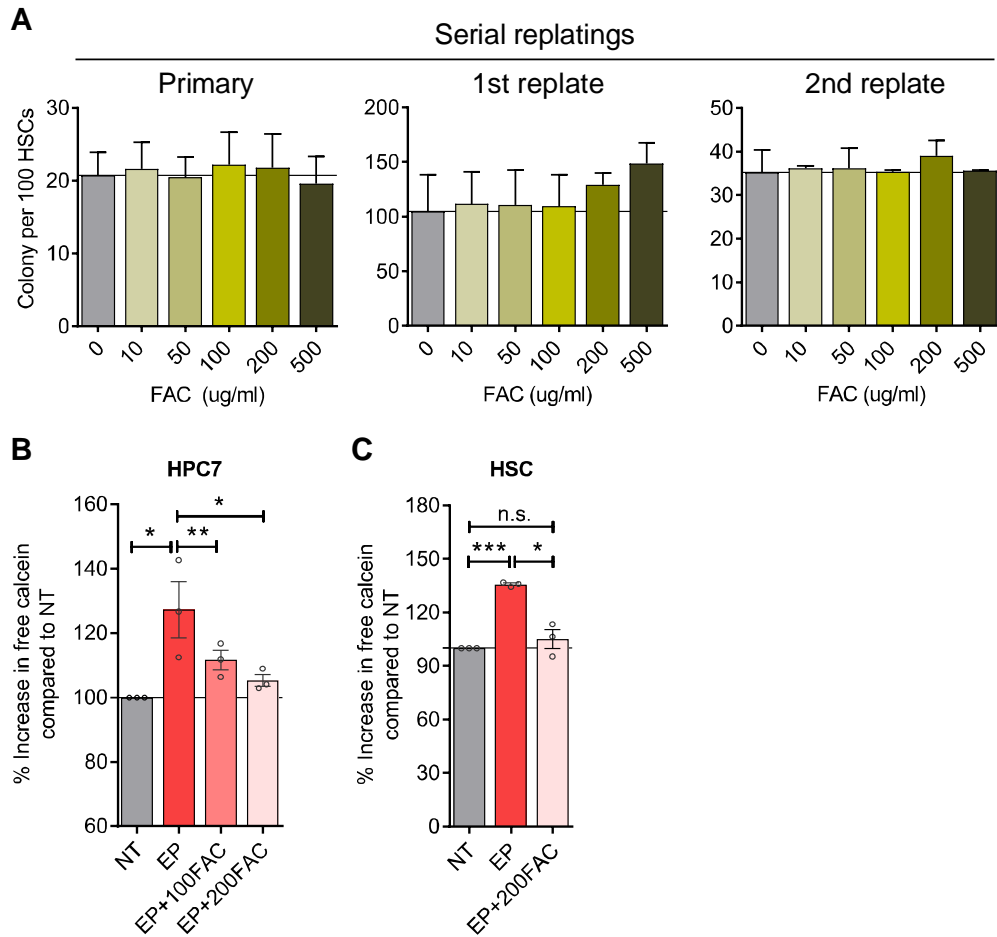 A
Serial replatings
Primary
1st replate
2nd replate
Colony per 100 HSCs
30
20
10
0
0 10 50 100 200 500
FAC (ug/ml)
200
150
100
50
0
0 10 50 100 200 500
FAC (ug/ml)
50
40
30
20
10
0
0 10 50 100 200 500
FAC (ug/ml)
B
HPC7
% Increase in free calcein
compared to NT
160
140
120
100
80
60
*
* **
NT EP EP+100FAC EP+200FAC
C
HSC
% Increase in free calcein
compared to NT
180
150
120
90
60
30
0
n.s.
*** *
NT EP EP+200FAC